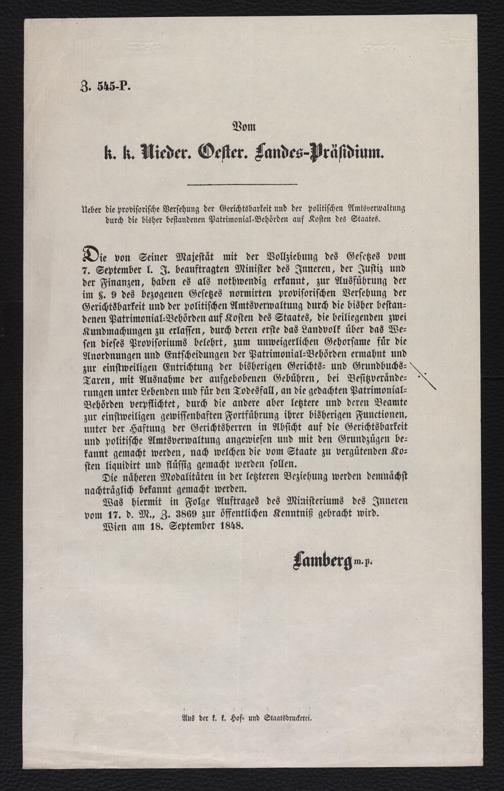 Z. 545-P.
Vom
k. k. Nieder. Oester. Landes-Präsidium.
Ueber die provisorische Versehung der Gerichtsbarkeit und der politischen Amtsverwaltung
durch die bisher bestandenen Patrimonial-Behörden auf Kosten des Staates.
Die von Seiner Majestät mit der Vollziehung des Gesetzes vom
7. September l. J. beauftragten Minister des Inneren, der Justiz und
der Finanzen, haben es als nothwendig erkannt, zur Ausführung der
im §. 9 des bezogenen Gesetzes normirten provisorischen Versehung der
Gerichtsbarkeit und der politischen Amtsverwaltung durch die bisher bestan-
denen Patrimonial-Behörden auf Kosten des Staates, die beiliegenden zwei
Kundmachungen zu erlassen, durch deren erste das Landvolk über das We-
sen dieses Provisoriums belehrt, zum unweigerlichen Gehorsame für die
Anordnungen und Entscheidungen der Patrimonial-Behörden ermahnt und
zur einstweiligen Entrichtung der bisherigen Gerichts- und Grundbuchs-
Taxen, mit Ausnahme der aufgehobenen Gebühren, bei Besitzverände-
rungen unter Lebenden und für den Todesfall, an die gedachten Patrimonial-
Behörden verpflichtet, durch die andere aber letztere und deren Beamte
zur einstweiligen gewissenhaften Fortführung ihrer bisherigen Functionen,
unter der Haftung der Gerichtsherren in Absicht auf die Gerichtsbarkeit
und politische Amtsverwaltung angewiesen und mit den Grundzügen be-
kannt gemacht werden, nach welchen die vom Staate zu vergütenden Ko-
sten liquidirt und flüssig gemacht werden sollen.
Die näheren Modalitäten in der letzteren Beziehung werden demnächst
nachträglich bekannt gemacht werden.
Was hiermit in Folge Auftrages des Ministeriums des Inneren
vom 17. d. M., Z. 3869 zur öffentlichen Kenntniß gebracht wird.
Wien am 18. September 1848.
Lamberg m. p.
Aus der k. k. Hof- und Staatsdruckerei.